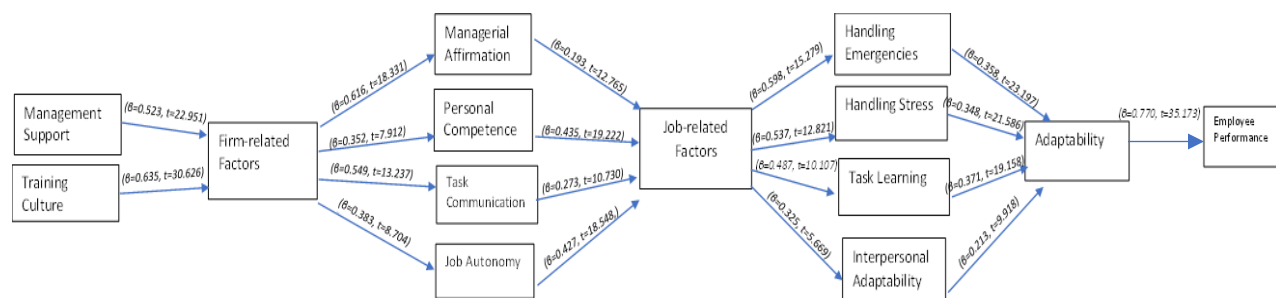 Management
Support
Training
Culture
(β=0.523, t=22.951)
(β=0.635, t=30.626)
Firm-related
Factors
(β=0.616, t=18.331)
(β=0.352, t=7.912)
(β=0.549, t=13.237)
(β=0.383, t=8.704)
Managerial
Affirmation
Personal
Competence
Task
Communication
Job Autonomy
(β=0.193, t=12.765)
(β=0.435, t=19.222)
(β=0.273, t=10.730)
(β=0.427, t=18.548,)
Job-related
Factors
(β=0.598, t=15.279)
(β=0.537, t=12.821)
(β=0.487, t=10.107)
(β=0.325, t=5.669)
Handling
Emergencies
Handling Stress
Task Learning
Interpersonal
Adaptability
(β=0.358, t=23.197)
(β=0.348, t=21.586)
(β=0.371, t=19.158)
(β=0.213, t=9.918)
Adaptability
(β=0.770, t=35.173)
Employee
Performance